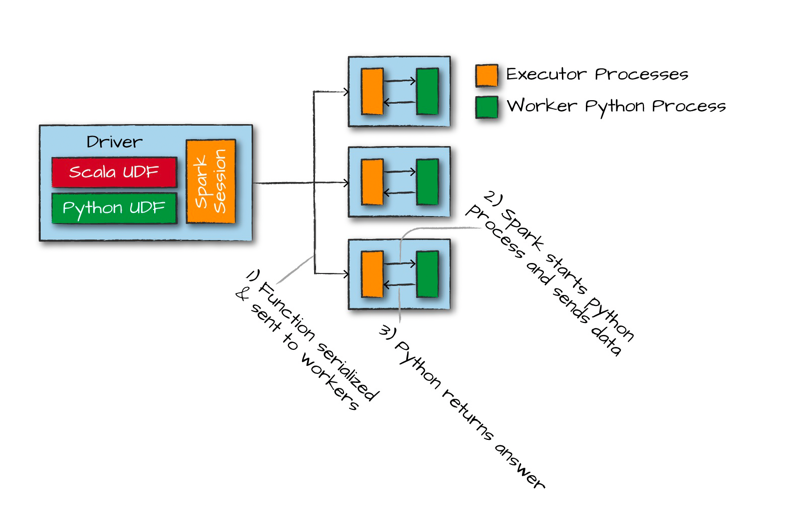 Executor Processes
Worker Python Process
Driver
Scala UDF
Python UDF
Spark
Session
1) Function serialized
& sent to workers
2) Spark starts Python
process and sends data
3) Python returns answer